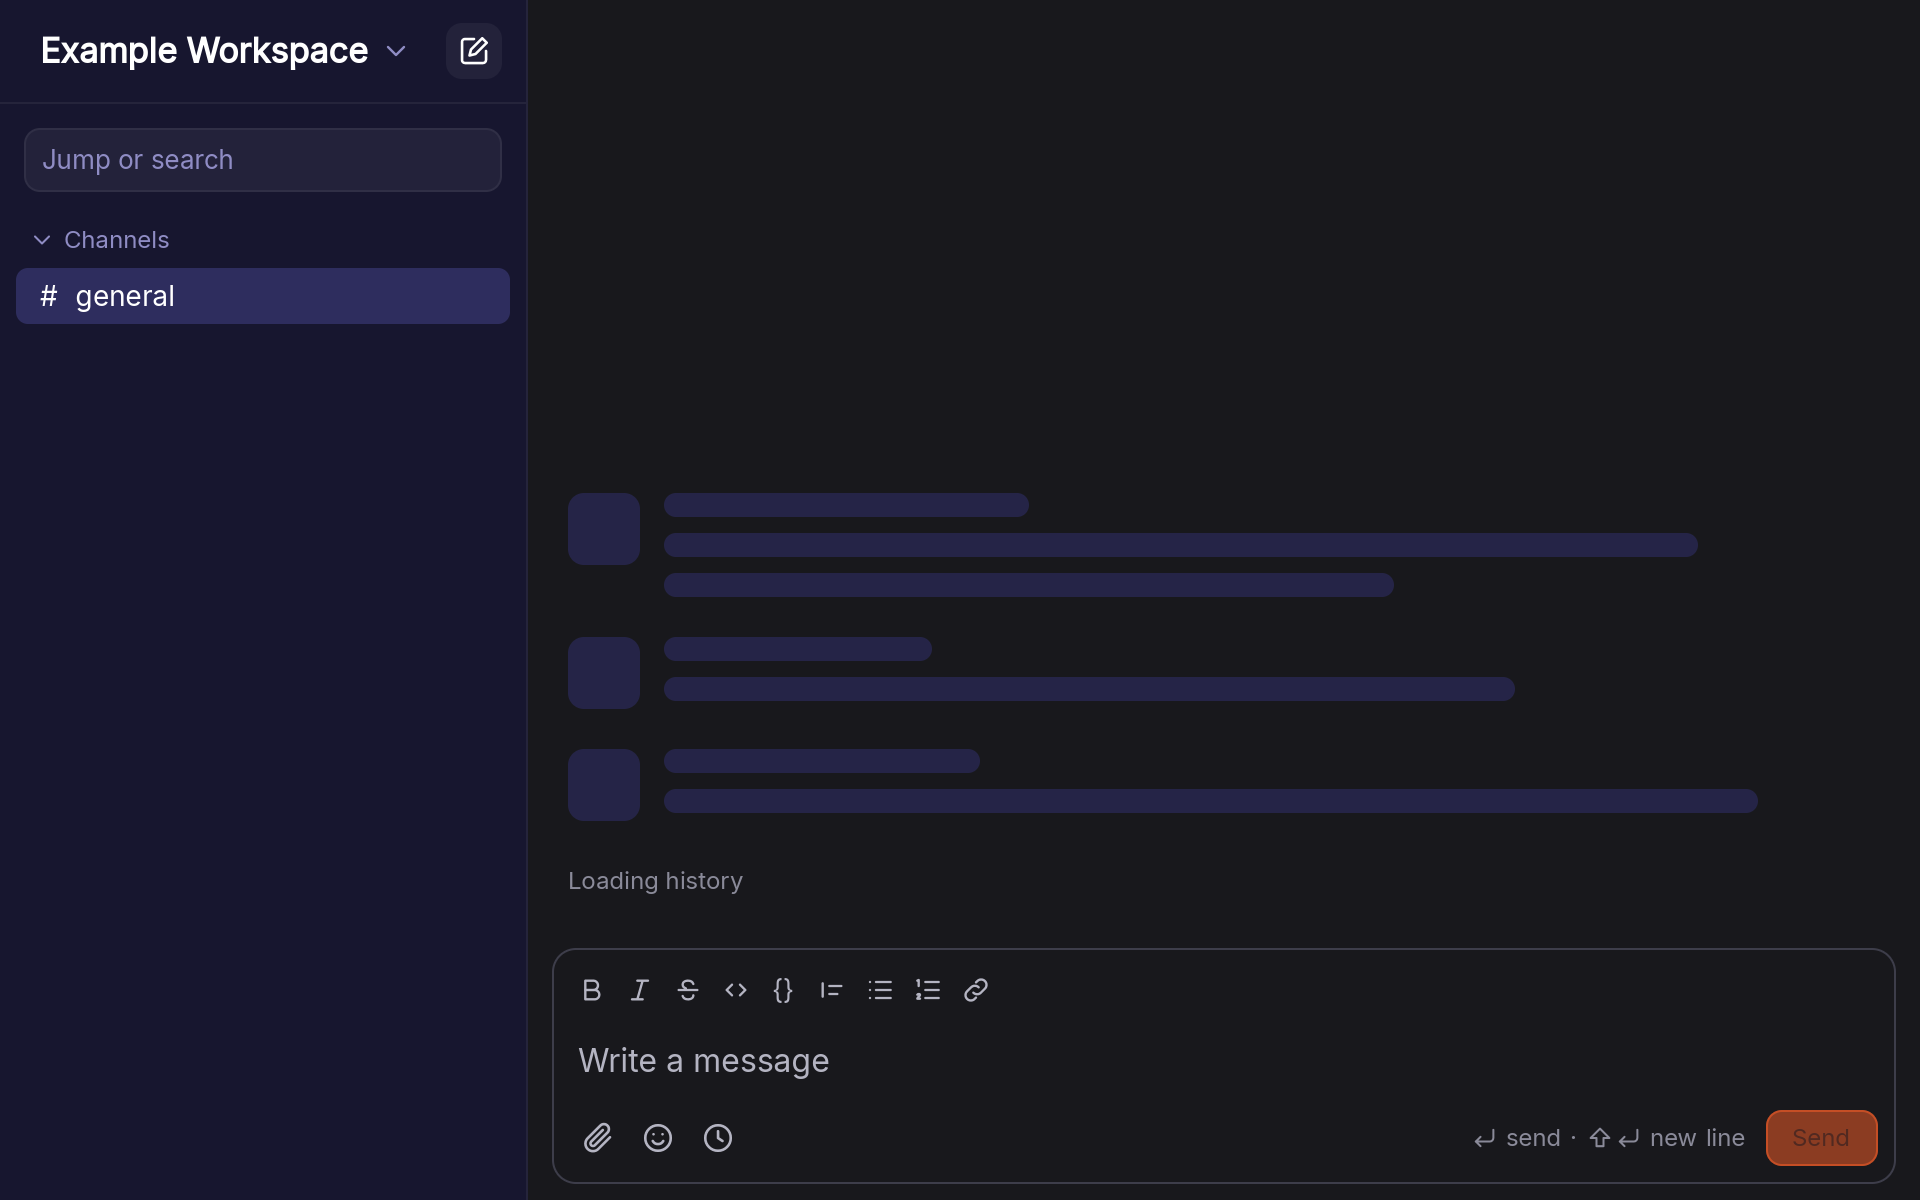 Example Workspace
Jump or search
Channels
# general
Loading history
Write a message
send · new line
Send